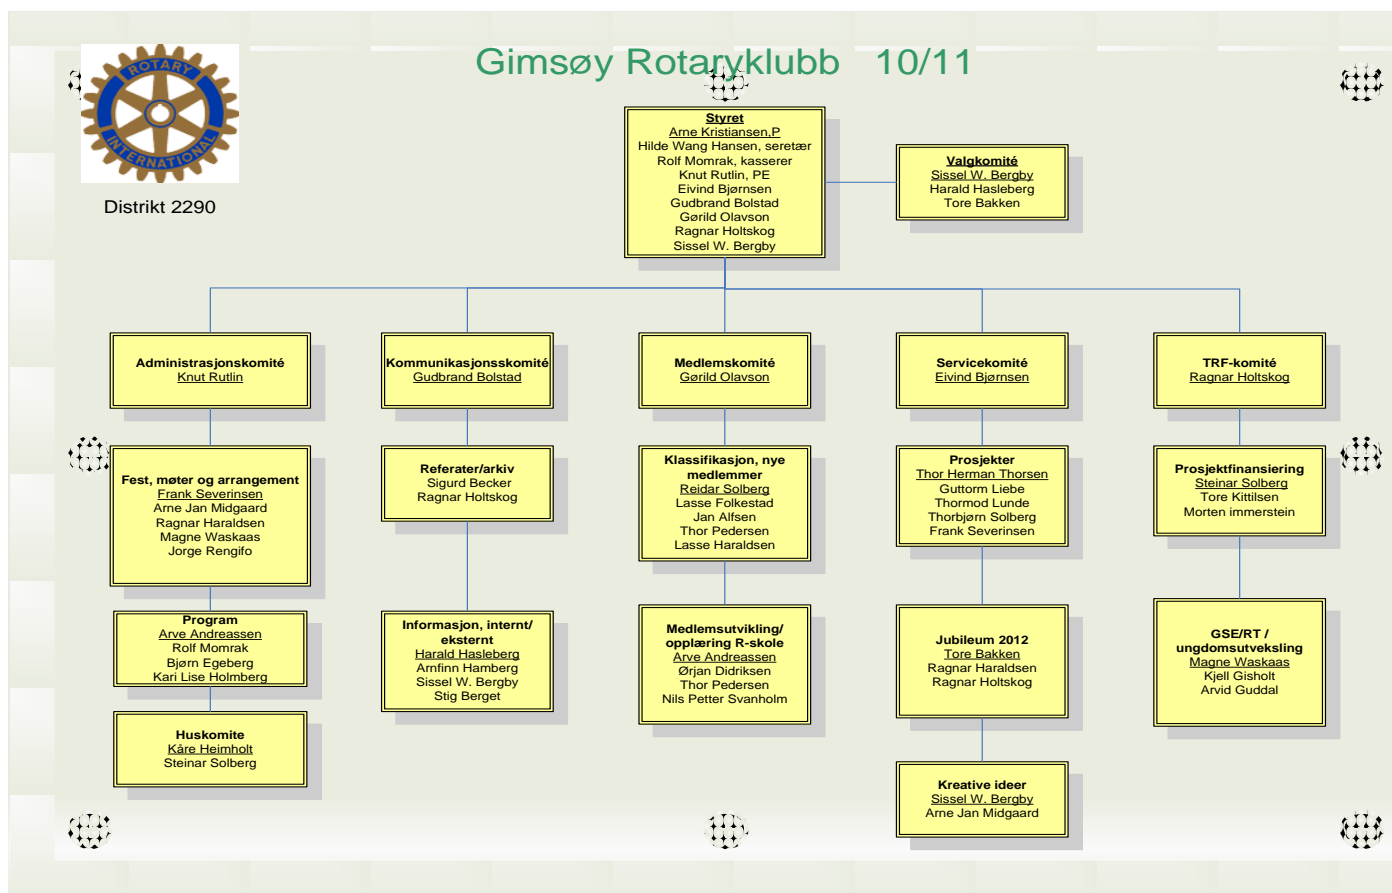 Gimsøy Rotaryklubb 10/11
ROTARY
INTERNATIONAL
Distrikt 2290
Styret
Arne Kristiansen,P
Hilde Wang Hansen, seretær
Rolf Momrak, kasserer
Knut Rutlin, PE
Eivind Bjørnsen
Gudbrand Bolstad
Gørild Olavson
Ragnar Holtskog
Sissel W. Bergby
Valgkomité
Sissel W. Bergby
Harald Hasleberg
Tore Bakken
Administrasjonskomité
Knut Rutlin
Kommunikasjonsskomité
Gudbrand Bolstad
Medlemskomité
Gørild Olavson
Servicekomité
Eivind Bjørnsen
TRF-komité
Ragnar Holtskog
Fest, møter og arrangement
Frank Severinsen
Arne Jan Midgaard
Ragnar Haraldsen
Magne Waskaas
Jorge Rengifo
Referater/arkiv
Sigurd Becker
Ragnar Holtskog
Klassifikasjon, nye
medlemmer
Reidar Solberg
Lasse Folkestad
Jan Alfsen
Thor Pedersen
Lasse Haraldsen
Prosjekter
Thor Herman Thorsen
Guttorm Liebe
Thormod Lunde
Thorbjørn Solberg
Frank Severinsen
Prosjektfinansiering
Steinar Solberg
Tore Kittilsen
Morten immerstein
Program
Arve Andreassen
Rolf Momrak
Bjørn Egeberg
Kari Lise Holmberg
Informasjon, internt/
eksternt
Harald Hasleberg
Arnfinn Hamberg
Sissel W. Bergby
Stig Berget
Medlemsutvikling/
opplæring R-skole
Arve Andreassen
Ørjan Didriksen
Thor Pedersen
Nils Petter Svanholm
Jubileum 2012
Tore Bakken
Ragnar Haraldsen
Ragnar Holtskog
GSE/RT /
ungdomsutveksling
Magne Waskaas
Kjell Gisholt
Arvid Guddal
Huskomite
Kåre Heimholt
Steinar Solberg
Kreative ideer
Sissel W. Bergby
Arne Jan Midgaard